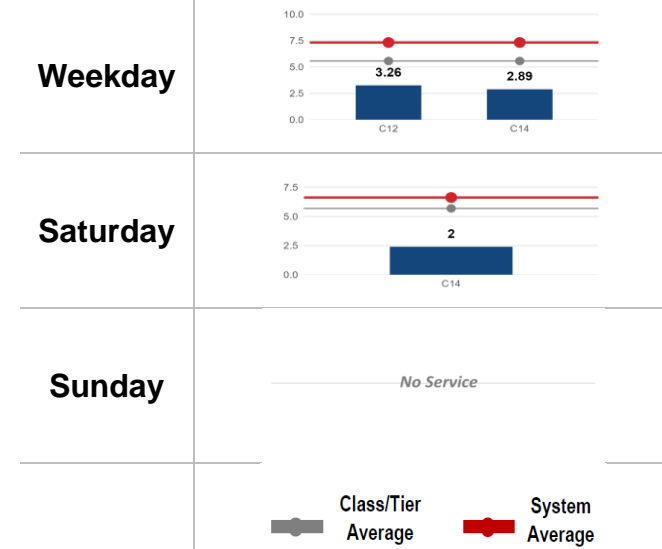 Weekday
10.0
7.5
5.0
2.5
0.0
3.26
2.89
C12
C14
Saturday
7.5
5.0
2.5
0.0
2
C14
Sunday
No Service
Class/Tier
Average
System
Average